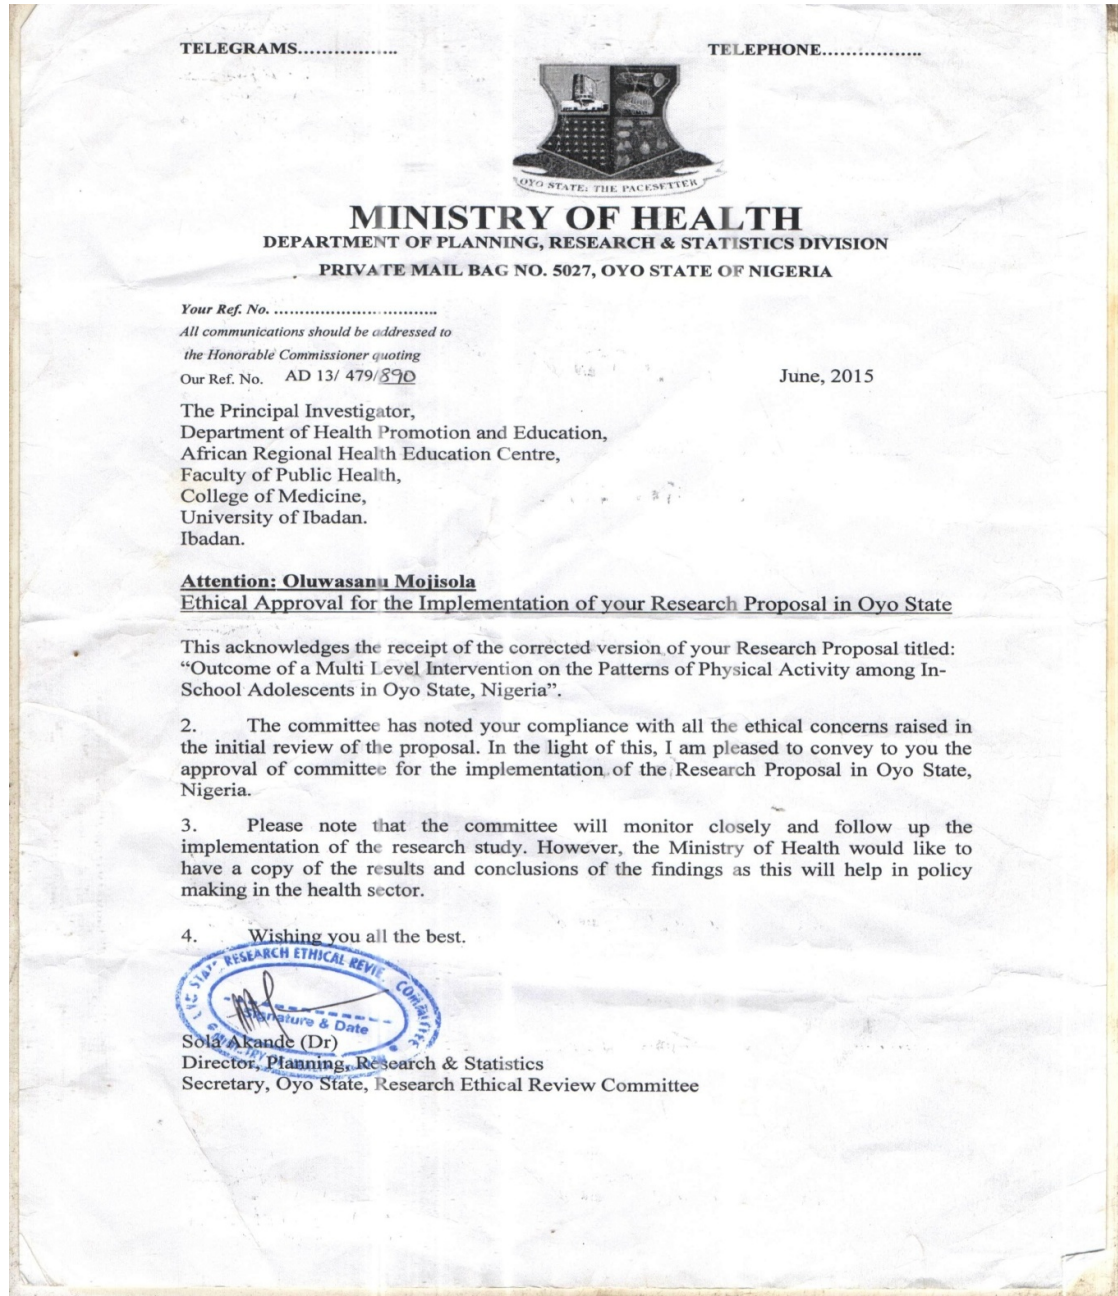 TELEGRAMS.................
TELEPHONE.................
OYO STATE: THE PACESETTER
MINISTRY OF HEALTH
DEPARTMENT OF PLANNING, RESEARCH & STATISTICS DIVISION
PRIVATE MAIL BAG NO. 5027, OYO STATE OF NIGERIA
Your Ref. No. ..................................
All communications should be addressed to
the Honorable Commissioner quoting
Our Ref. No. AD 13/ 479/890
June, 2015
The Principal Investigator,
Department of Health Promotion and Education,
African Regional Health Education Centre,
Faculty of Public Health,
College of Medicine,
University of Ibadan.
Ibadan.
Attention: Oluwasanu Mojisola
Ethical Approval for the Implementation of your Research Proposal in Oyo State
This acknowledges the receipt of the corrected version of your Research Proposal titled:
“Outcome of a Multi Level Intervention on the Patterns of Physical Activity among In-
School Adolescents in Oyo State, Nigeria”.
2. The committee has noted your compliance with all the ethical concerns raised in
the initial review of the proposal. In the light of this, I am pleased to convey to you the
approval of committee for the implementation of the Research Proposal in Oyo State,
Nigeria.
3. Please note that the committee will monitor closely and follow up the
implementation of the research study. However, the Ministry of Health would like to
have a copy of the results and conclusions of the findings as this will help in policy
making in the health sector.
4. Wishing you all the best.
RESEARCH ETHICAL
Signature & Date
Sola Akande (Dr)
Director, Planning, Research & Statistics
Secretary, Oyo State, Research Ethical Review Committee